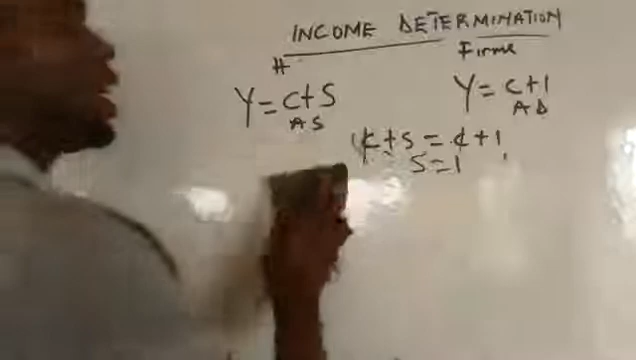 INCOME DETERMINATION
H Firms
Y = C+S Y = C+I
AS AD
C+S = C+I
S=I